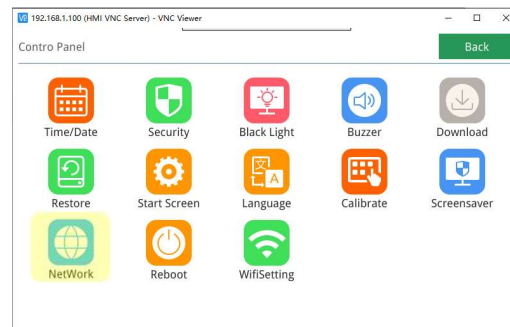 192.168.1.100 (HMI VNC Server) - VNC Viewer
Contro Panel
Back
Time/Date
Security
Black Light
Buzzer
Download
Restore
Start Screen
Language
Calibrate
Screensaver
NetWork
Reboot
WifiSetting